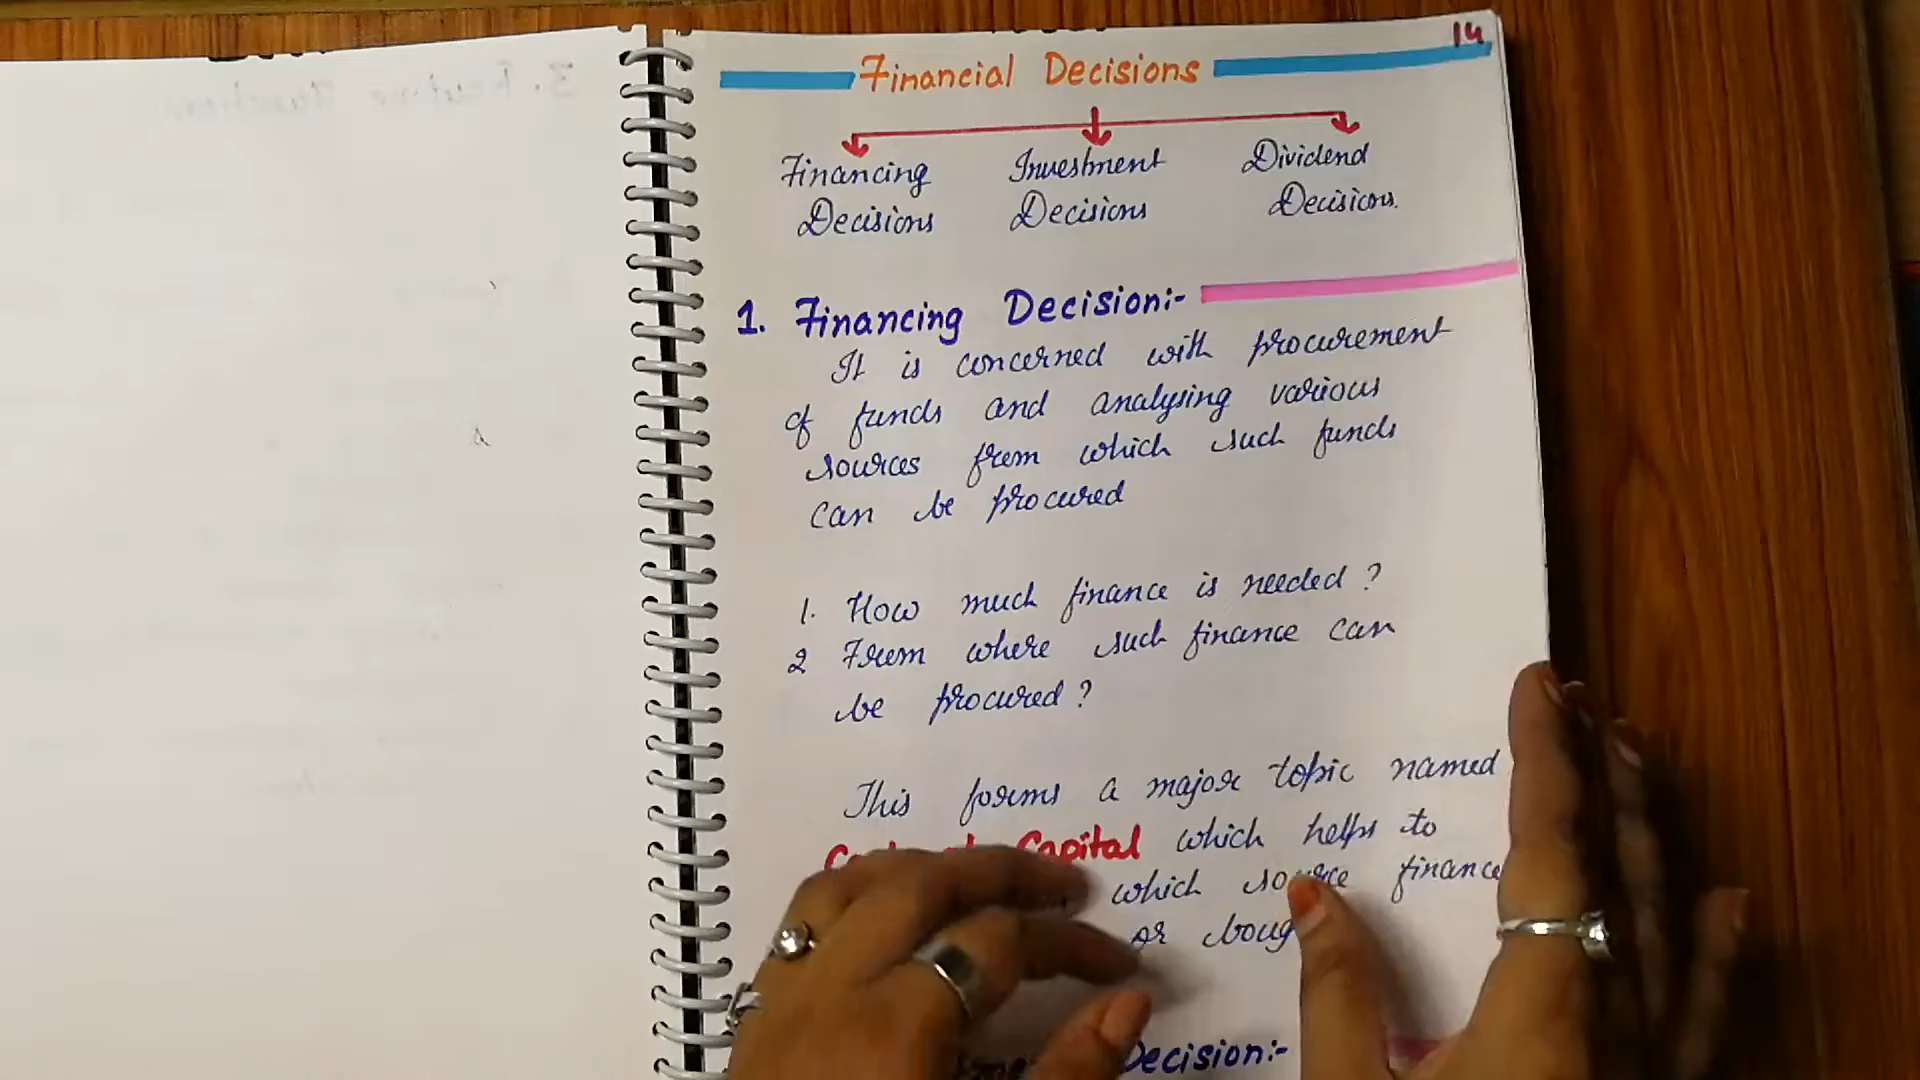 14
Financial Decisions
Financing Investment Dividend
Decisions Decisions Decisions.
1. Financing Decision:-
It is concerned with procurement
of funds and analysing various
sources from which such funds
can be procured
1. How much finance is needed?
2 From where such finance can
be procured?
This forms a major topic named
Capital which helps to
which source finance
or
Decision:-